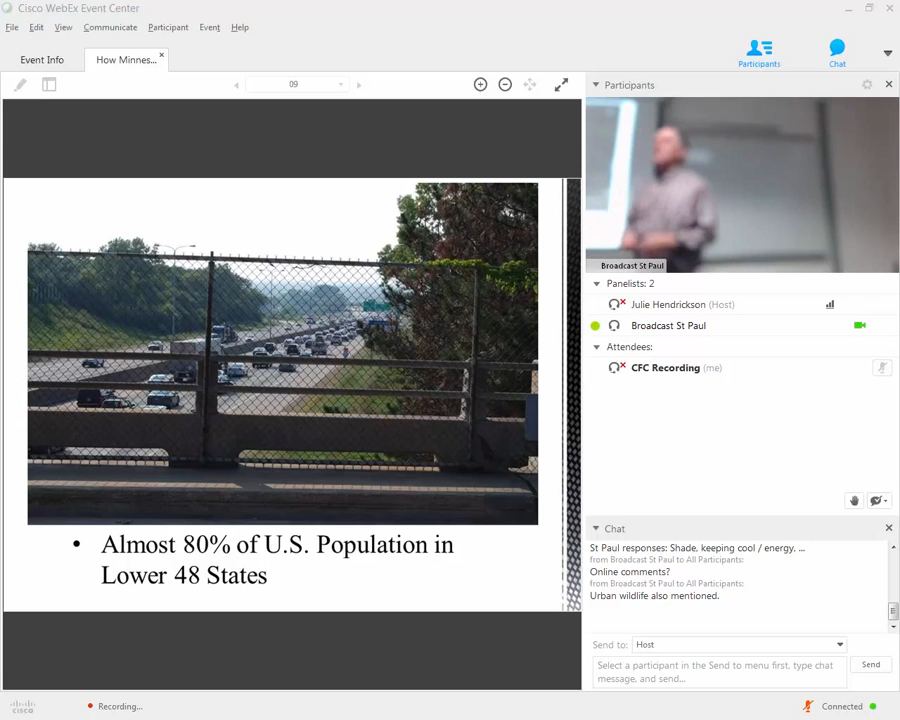 Cisco WebEx Event Center
File Edit View Communicate Participant Event Help
Event Info How Minnes...
Participants Chat
09
Participants
Broadcast St Paul
Panelists: 2
Julie Hendrickson (Host)
Broadcast St Paul
Attendees:
CFC Recording (me)
• Almost 80% of U.S. Population in
Lower 48 States
Chat
St Paul responses: Shade, keeping cool / energy, ...
from Broadcast St Paul to All Participants:
Online comments?
from Broadcast St Paul to All Participants:
Urban wildlife also mentioned.
Send to: Host
Select a participant in the Send to menu first, type chat
message, and send...
Send
cisco
Recording...
Connected